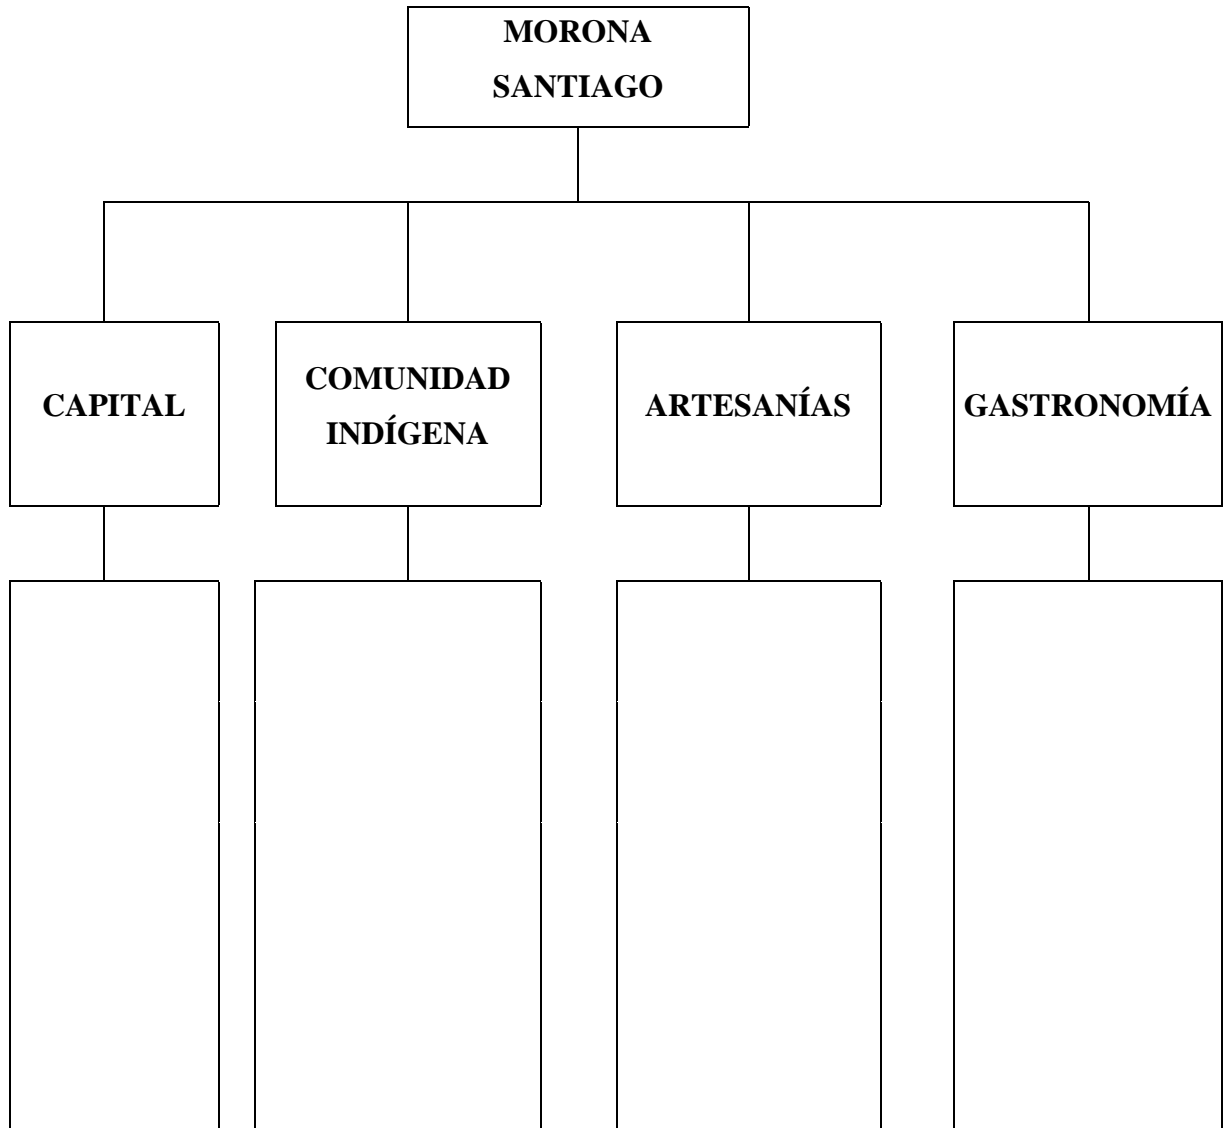 MORONA
SANTIAGO
CAPITAL
COMUNIDAD
INDÍGENA
ARTESANÍAS
GASTRONOMÍA